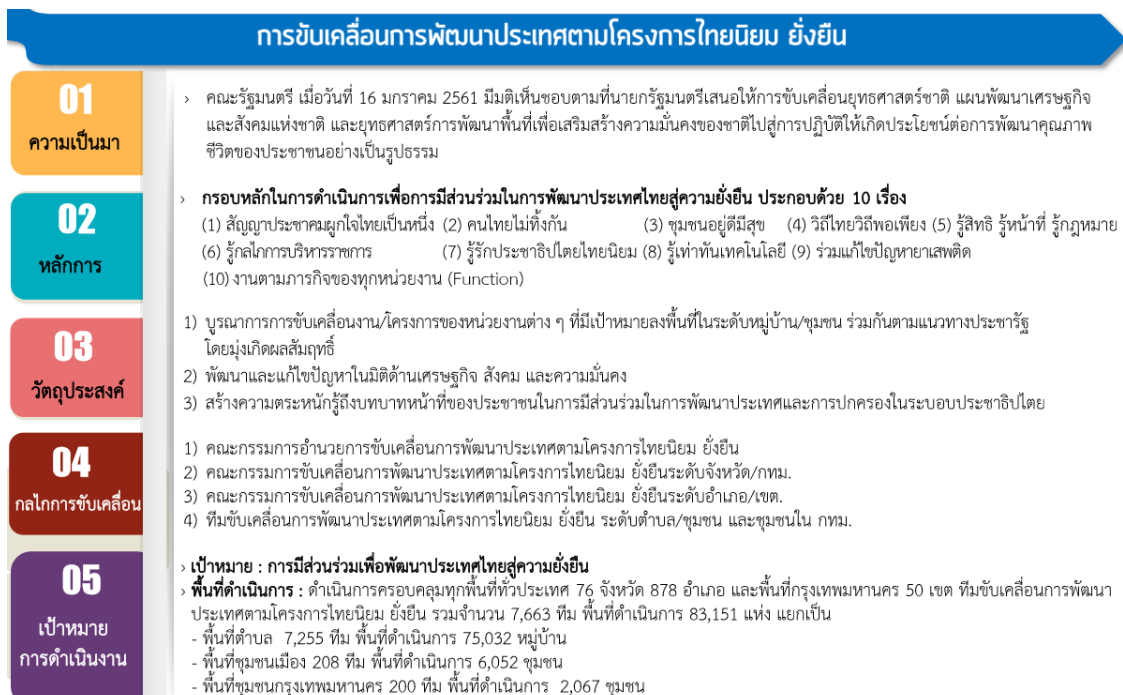 การขับเคลื่อนการพัฒนาประเทศตามโครงการไทยนิยม ยั่งยืน
01
ความเป็นมา
› คณะรัฐมนตรี เมื่อวันที่ 16 มกราคม 2561 มีมติเห็นชอบตามที่นายกรัฐมนตรีเสนอให้การขับเคลื่อนยุทธศาสตร์ชาติ แผนพัฒนาเศรษฐกิจ
และสังคมแห่งชาติ และยุทธศาสตร์การพัฒนาพื้นที่เพื่อเสริมสร้างความมั่นคงของชาติไปสู่การปฏิบัติให้เกิดประโยชน์ต่อการพัฒนาคุณภาพ
ชีวิตของประชาชนอย่างเป็นรูปธรรม
02
หลักการ
› กรอบหลักในการดำเนินการเพื่อการมีส่วนร่วมในการพัฒนาประเทศไทยสู่ความยั่งยืน ประกอบด้วย 10 เรื่อง
(1) สัญญาประชาคมผูกใจไทยเป็นหนึ่ง (2) คนไทยไม่ทิ้งกัน (3) ชุมชนอยู่ดีมีสุข (4) วิถีไทยวิถีพอเพียง (5) รู้สิทธิ รู้หน้าที่ รู้กฎหมาย
(6) รู้กลไกการบริหารราชการ (7) รู้รักประชาธิปไตยไทยนิยม (8) รู้เท่าทันเทคโนโลยี (9) ร่วมแก้ไขปัญหายาเสพติด
(10) งานตามภารกิจของทุกหน่วยงาน (Function)
03
วัตถุประสงค์
1) บูรณาการการขับเคลื่อนงาน/โครงการของหน่วยงานต่าง ๆ ที่มีเป้าหมายลงพื้นที่ในระดับหมู่บ้าน/ชุมชน ร่วมกันตามแนวทางประชารัฐ
โดยมุ่งเกิดผลสัมฤทธิ์
2) พัฒนาและแก้ไขปัญหาในมิติด้านเศรษฐกิจ สังคม และความมั่นคง
3) สร้างความตระหนักรู้ถึงบทบาทหน้าที่ของประชาชนในการมีส่วนร่วมในการพัฒนาประเทศและการปกครองในระบอบประชาธิปไตย
04
กลไกการขับเคลื่อน
1) คณะกรรมการอำนวยการขับเคลื่อนการพัฒนาประเทศตามโครงการไทยนิยม ยั่งยืน
2) คณะกรรมการขับเคลื่อนการพัฒนาประเทศตามโครงการไทยนิยม ยั่งยืนระดับจังหวัด/กทม.
3) คณะกรรมการขับเคลื่อนการพัฒนาประเทศตามโครงการไทยนิยม ยั่งยืนระดับอำเภอ/เขต.
4) ทีมขับเคลื่อนการพัฒนาประเทศตามโครงการไทยนิยม ยั่งยืน ระดับตำบล/ชุมชน และชุมชนใน กทม.
05
เป้าหมาย
การดำเนินงาน
› เป้าหมาย : การมีส่วนร่วมเพื่อพัฒนาประเทศไทยสู่ความยั่งยืน
› พื้นที่ดำเนินการ : ดำเนินการครอบคลุมทุกพื้นที่ทั่วประเทศ 76 จังหวัด 878 อำเภอ และพื้นที่กรุงเทพมหานคร 50 เขต ทีมขับเคลื่อนการพัฒนา
ประเทศตามโครงการไทยนิยม ยั่งยืน รวมจำนวน 7,663 ทีม พื้นที่ดำเนินการ 83,151 แห่ง แยกเป็น
- พื้นที่ตำบล 7,255 ทีม พื้นที่ดำเนินการ 75,032 หมู่บ้าน
- พื้นที่ชุมชนเมือง 208 ทีม พื้นที่ดำเนินการ 6,052 ชุมชน
- พื้นที่ชุมชนกรุงเทพมหานคร 200 ทีม พื้นที่ดำเนินการ 2,067 ชุมชน